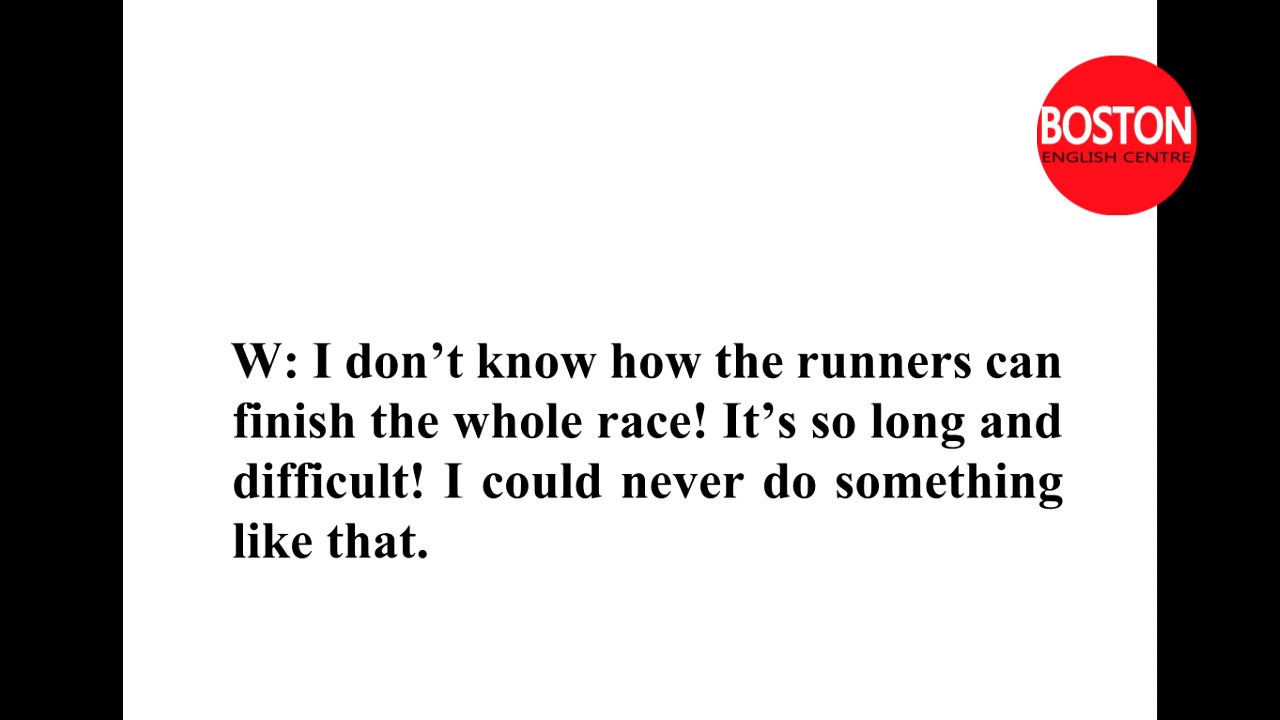 BOSTON
ENGLISH CENTRE
W: I don’t know how the runners can
finish the whole race! It’s so long and
difficult! I could never do something
like that.